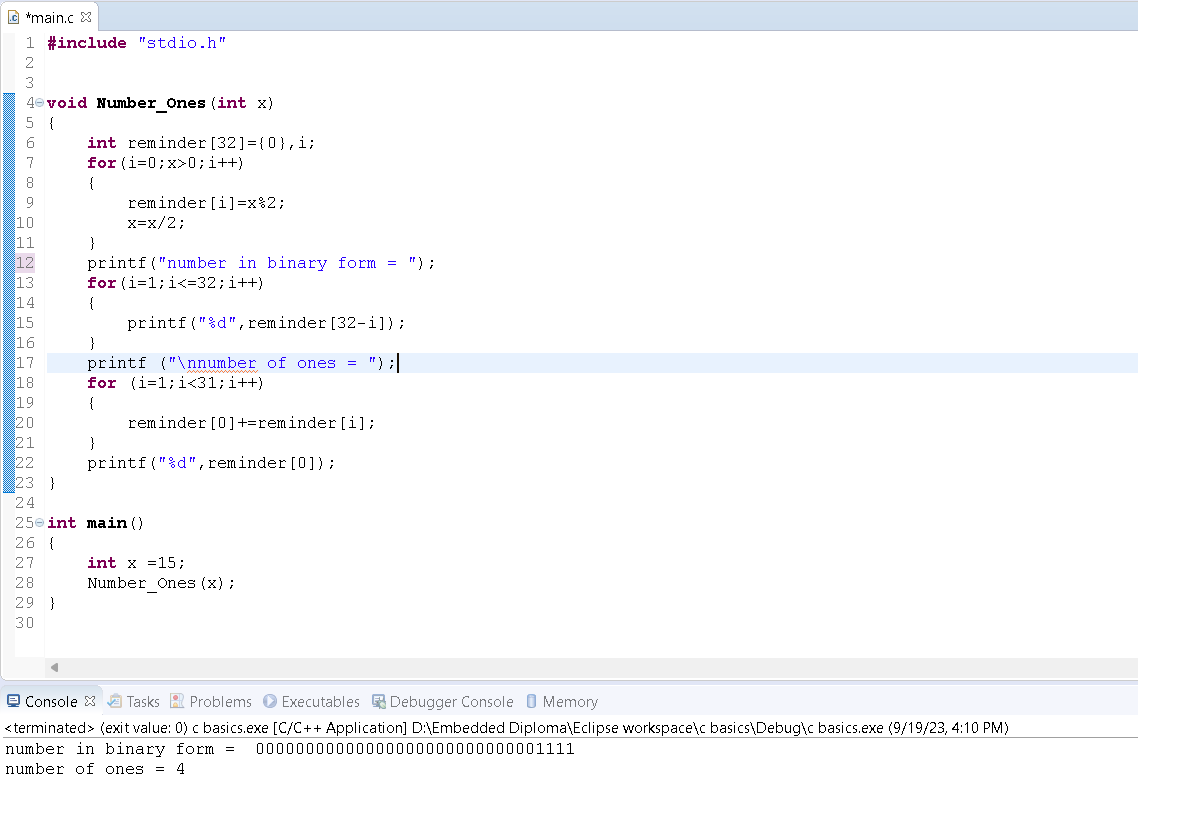 *main.c
1 #include "stdio.h"
2
3
4 void Number_Ones(int x)
5 {
6     int reminder[32]={0},i;
7     for(i=0;x>0;i++)
8     {
9         reminder[i]=x%2;
10         x=x/2;
11     }
12     printf("number in binary form = ");
13     for(i=1;i<=32;i++)
14     {
15         printf("%d",reminder[32-i]);
16     }
17     printf ("\nnumber of ones = ");
18     for (i=1;i<31;i++)
19     {
20         reminder[0]+=reminder[i];
21     }
22     printf("%d",reminder[0]);
23 }
24
25 int main()
26 {
27     int x =15;
28     Number_Ones(x);
29 }
30
Console Tasks Problems Executables Debugger Console Memory
<terminated> (exit value: 0) c basics.exe [C/C++ Application] D:\Embedded Diploma\Eclipse workspace\c basics\Debug\c basics.exe (9/19/23, 4:10 PM)
number in binary form =  00000000000000000000000000001111
number of ones = 4